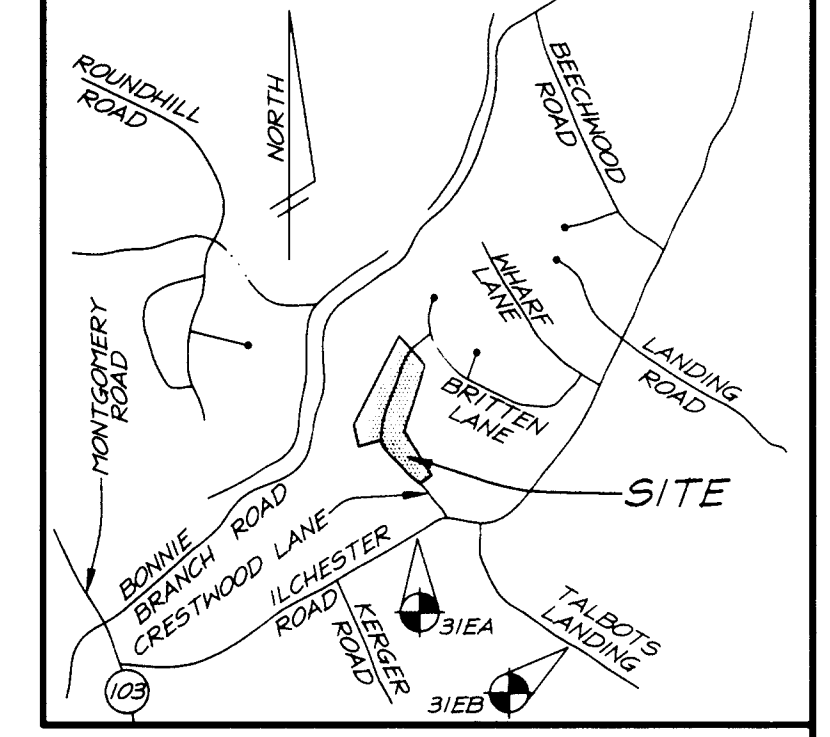 ROUNDHILL
ROAD
NORTH
BEECHWOOD
ROAD
WHARF
LANE
MONTGOMERY
ROAD
LANDING
ROAD
BRITTEN
LANE
SITE
BONNIE
BRANCH ROAD
CRESTWOOD LANE
ILCHESTER
ROAD
KERGER
ROAD
31EA
TALBOTS
LANDING
31EB
103